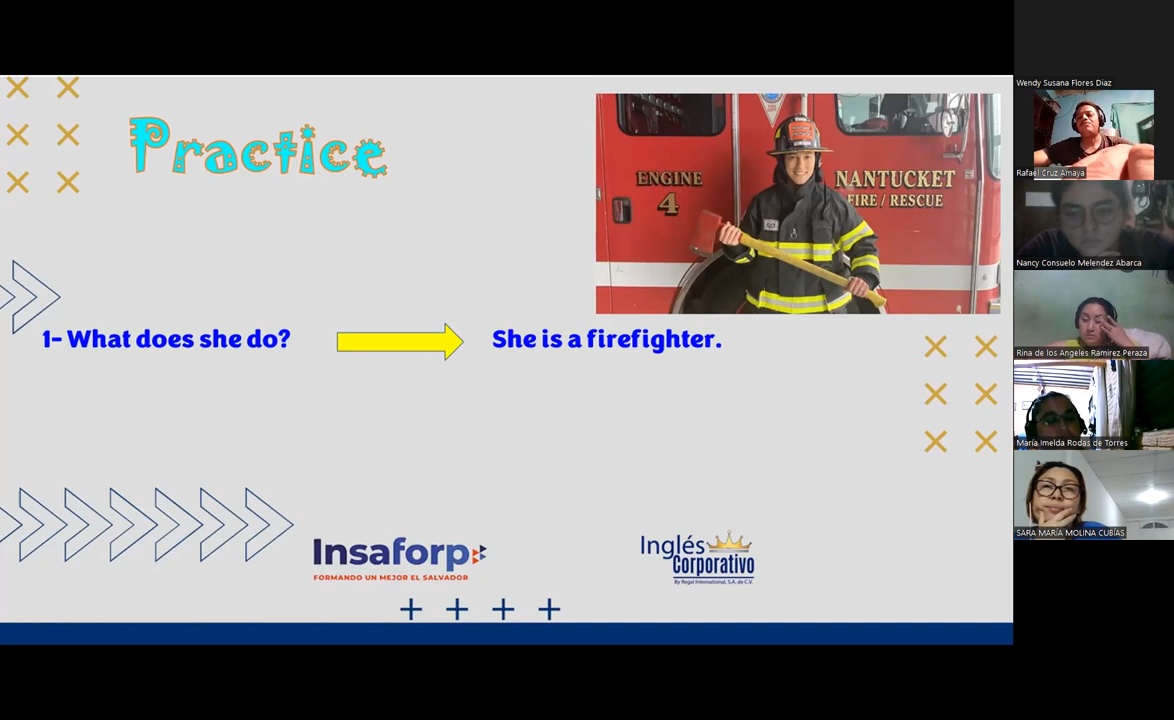 Practice
ENGINE
4
NANTUCKET
FIRE / RESCUE
1- What does she do?
She is a firefighter.
Insaforp
FORMANDO UN MEJOR EL SALVADOR
Inglés
Corporativo
By Regal International, S.A. de C.V.
Wendy Susana Flores Diaz
Rafael Cruz Amaya
Nancy Consuelo Melendez Abarca
Rina de los Angeles Ramirez Peraza
María Imelda Rodas de Torres
SARA MARÍA MOLINA CUBÍAS